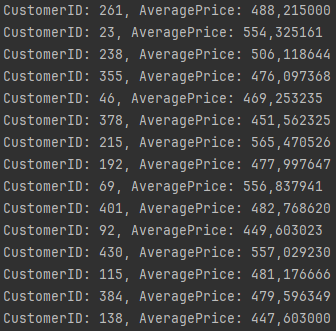 CustomerID: 261, AveragePrice: 488,215000
CustomerID: 23, AveragePrice: 554,325161
CustomerID: 238, AveragePrice: 506,118644
CustomerID: 355, AveragePrice: 476,097368
CustomerID: 46, AveragePrice: 469,253235
CustomerID: 378, AveragePrice: 451,562325
CustomerID: 215, AveragePrice: 565,470526
CustomerID: 192, AveragePrice: 477,997647
CustomerID: 69, AveragePrice: 556,837941
CustomerID: 401, AveragePrice: 482,768620
CustomerID: 92, AveragePrice: 449,603023
CustomerID: 430, AveragePrice: 557,029230
CustomerID: 115, AveragePrice: 481,176666
CustomerID: 384, AveragePrice: 479,596349
CustomerID: 138, AveragePrice: 447,603000